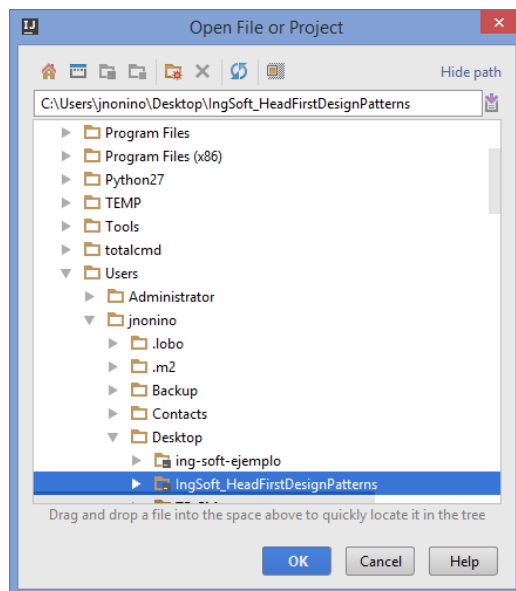 IJ
Open File or Project
Hide path
C:\Users\jnonino\Desktop\IngSoft_HeadFirstDesignPatterns
Program Files
Program Files (x86)
Python27
TEMP
Tools
totalcmd
Users
Administrator
jnonino
.lobo
.m2
Backup
Contacts
Desktop
ing-soft-ejemplo
IngSoft_HeadFirstDesignPatterns
Drag and drop a file into the space above to quickly locate it in the tree
OK Cancel Help